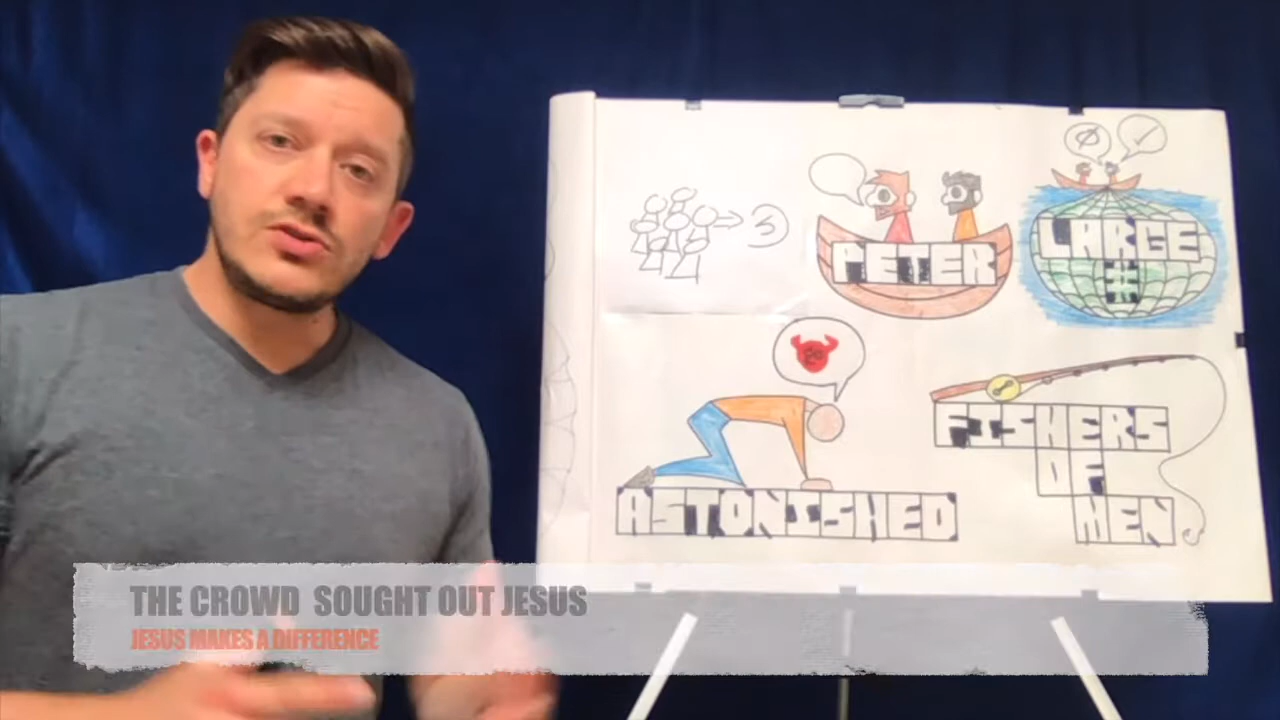 PETER
LARGE
#
ASTONISHED
FISHERS
OF
MEN
THE CROWD SOUGHT OUT JESUS
JESUS MAKES A DIFFERENCE